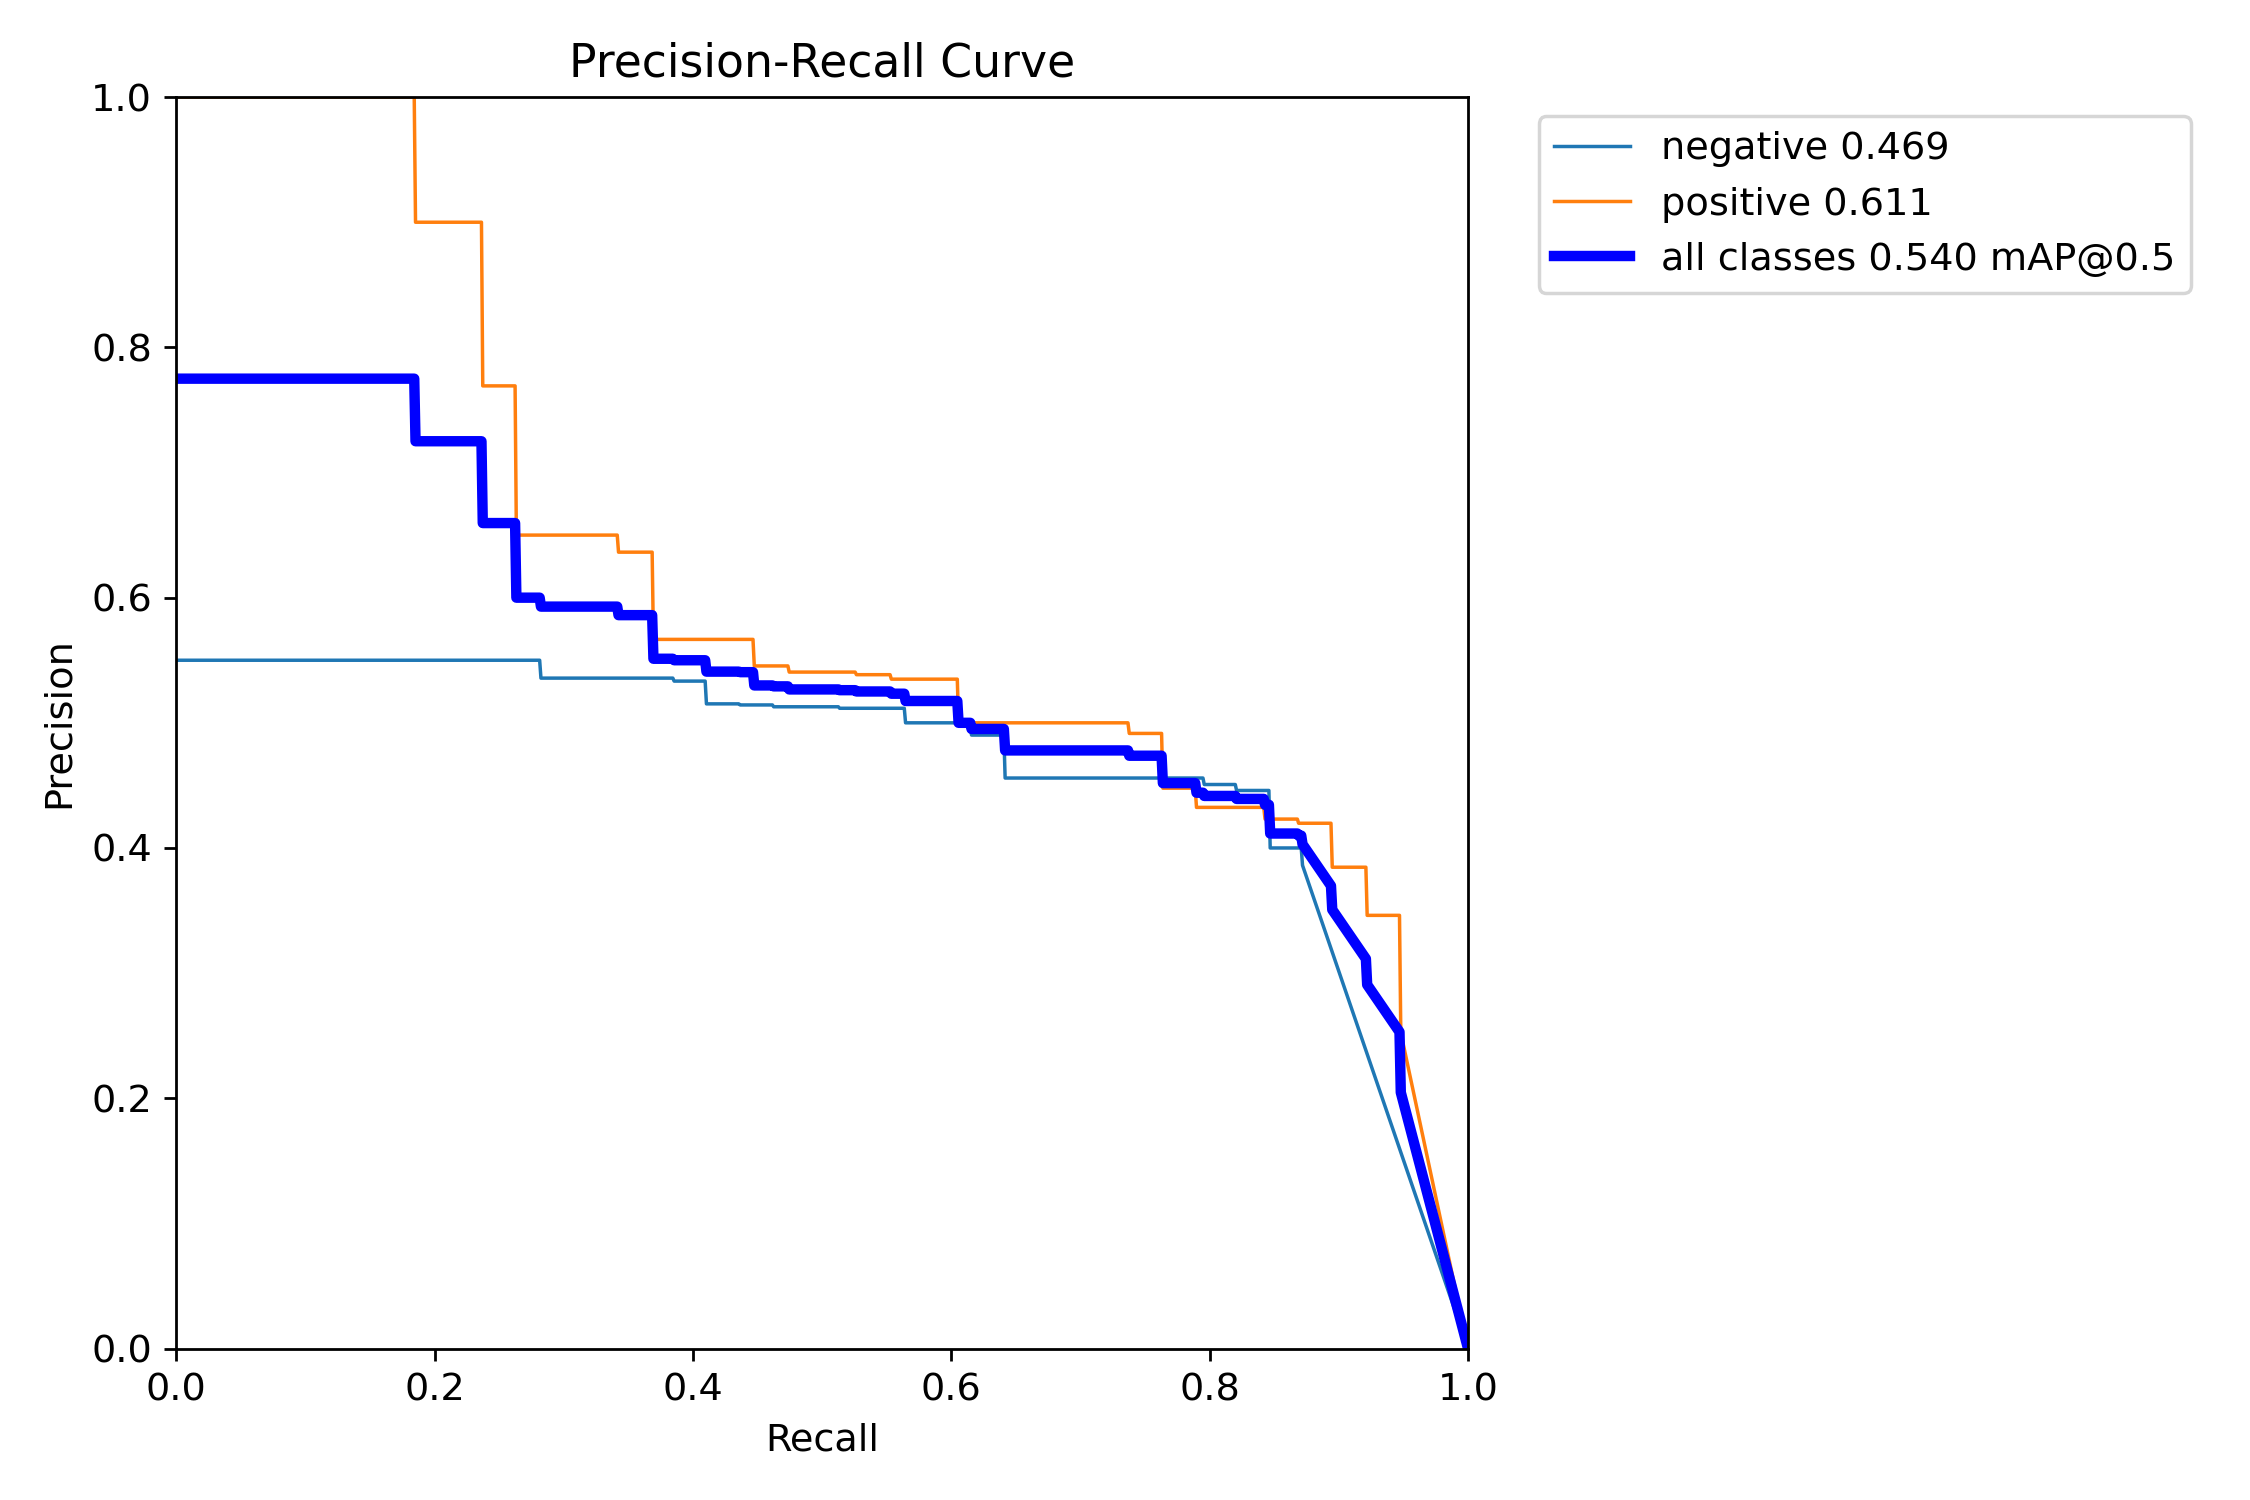 Precision-Recall Curve
1.0
0.8
0.6
0.4
0.2
0.0
Precision
0.0 0.2 0.4 0.6 0.8 1.0
Recall
negative 0.469
positive 0.611
all classes 0.540 mAP@0.5